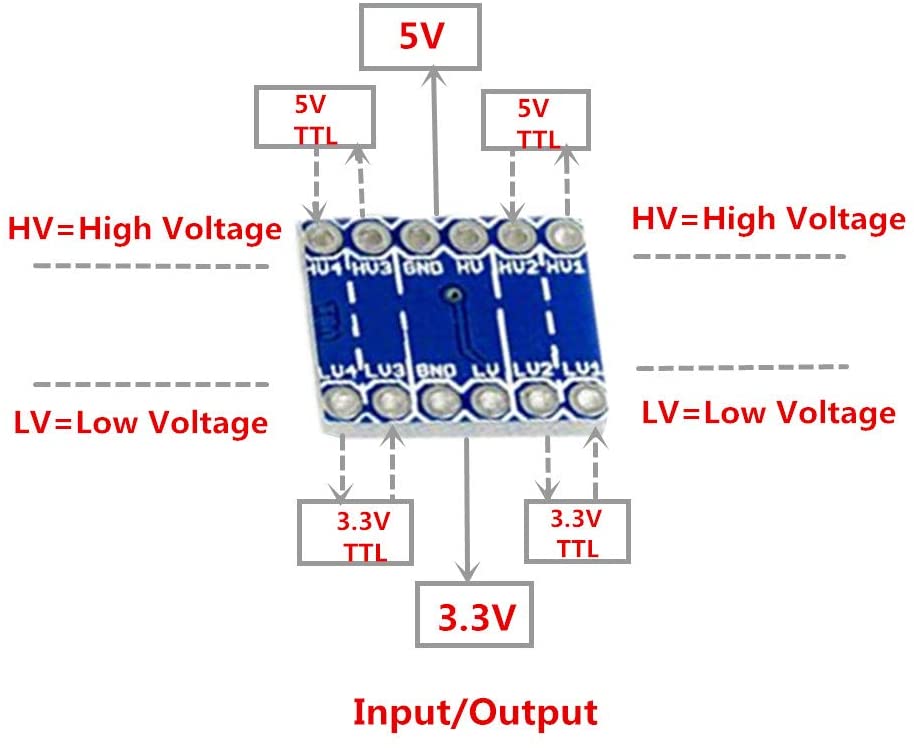 5V
5V
TTL
5V
TTL
HV=High Voltage
HV=High Voltage
HV4 HV3 GND HV HV2 HV1
LV4 LV3 GND LV LV2 LV1
LV=Low Voltage
LV=Low Voltage
3.3V
TTL
3.3V
TTL
3.3V
Input/Output